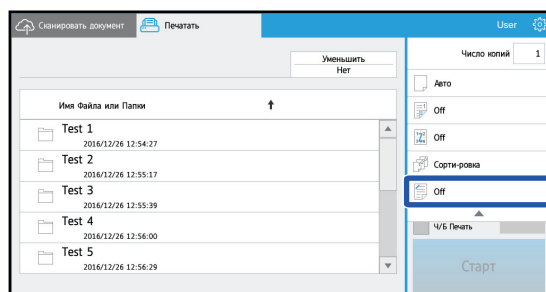 Сканировать документ
Печатать
User
Уменьшить
Нет
Число копий 1
Имя Файла или Папки
Test 1
2016/12/26 12:54:27
Test 2
2016/12/26 12:55:17
Test 3
2016/12/26 12:55:39
Test 4
2016/12/26 12:56:00
Test 5
2016/12/26 12:56:29
Авто
Off
Off
Сорти-ровка
Off
Ч/Б Печать
Старт